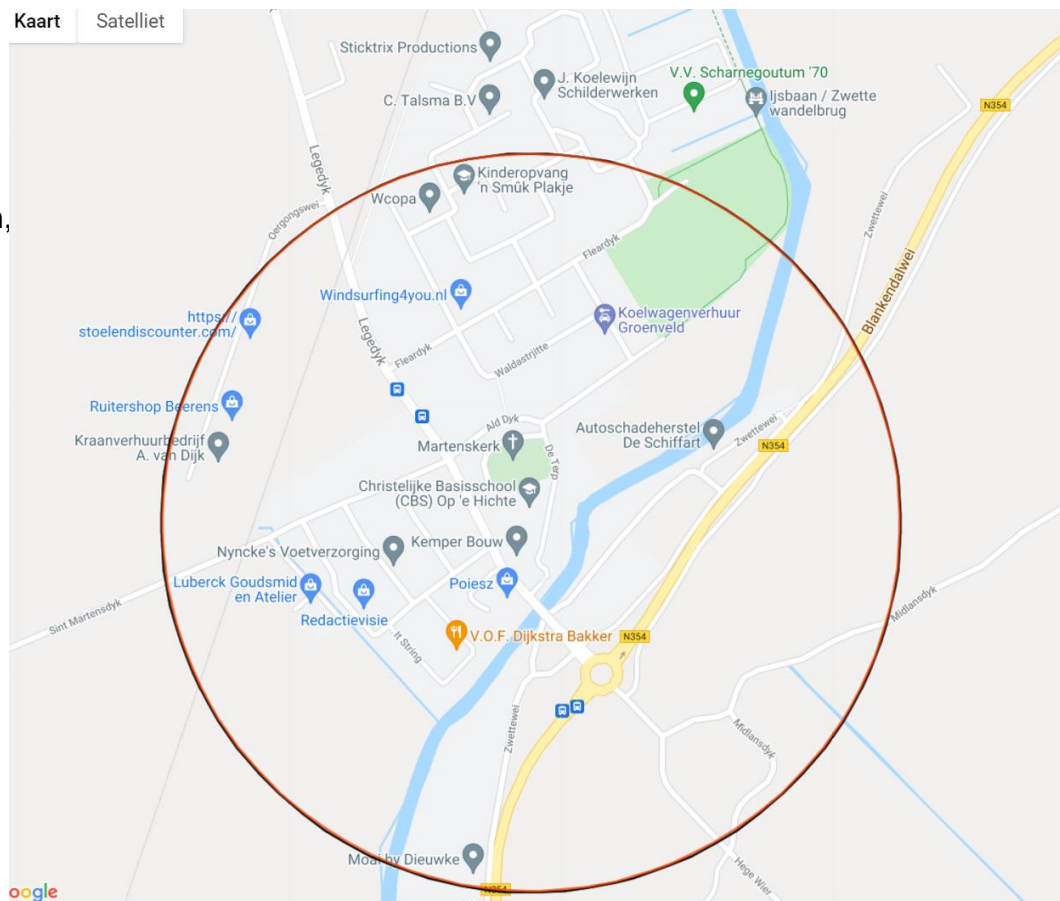 Kaart
Satelliet
Sticktrix Productions
C. Talsma B.V
J. Koelewijn
Schilderwerken
V.V. Scharnegoutum '70
Ijsbaan / Zwette
wandelbrug
N354
Legedyk
Kinderopvang
'n Smûk Plakje
Wcopa
Oergongswei
Fleardyk
Zwettewei
Blankendalwei
Windsurfing4you.nl
https://
stoelendiscounter.com/
Koelwagenverhuur
Groenveld
Legedyk
Fleardyk
Waldastrjitte
Ruitershop Beerens
Kraanverhuurbedrijf
A. van Dijk
Ald Dyk
Martenskerk
De Terp
Autoschadeherstel
De Schiffart
Zwettewei
N354
Christelijke Basisschool
(CBS) Op 'e Hichte
Nyncke's Voetverzorging
Kemper Bouw
Luberck Goudsmid
en Atelier
Redactievisie
Poiesz
Sint Martensdyk
It String
V.O.F. Dijkstra Bakker
N354
Midlansdyk
Zwettewei
Midlansdyk
Moai by Dieuwke
N354
Hege Wier
oogle